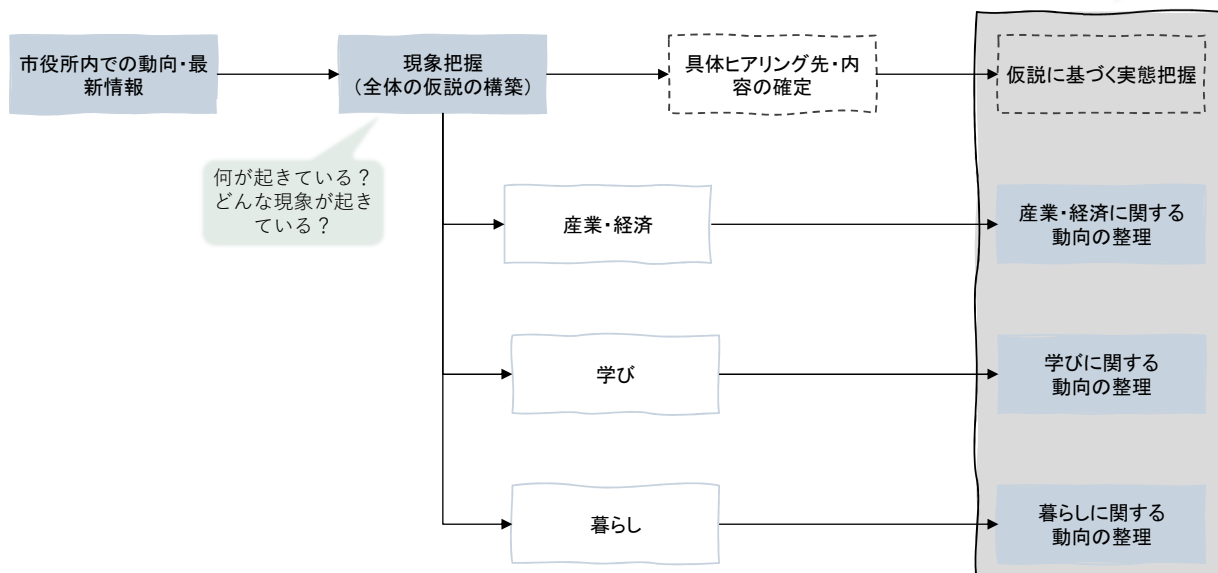 市役所内での動向・最
新情報
現象把握
（全体の仮説の構築）
具体ヒアリング先・内
容の確定
仮説に基づく実態把握
何が起きている？
どんな現象が起き
ている？
産業・経済
産業・経済に関する
動向の整理
学び
学びに関する
動向の整理
暮らし
暮らしに関する
動向の整理